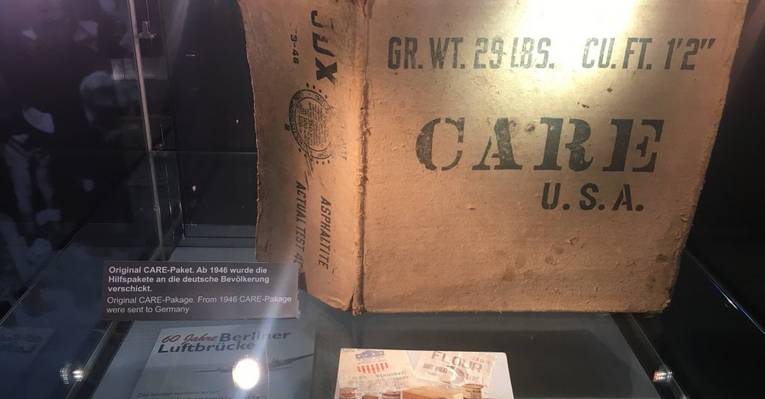 GR. WT. 29 LBS. CU. FT. 1'2"
CARE
U.S.A.
ASPHALTITE
ACTUAL TEST
Original CARE-Paket. Ab 1946 wurde die
Hilfspakete an die deutsche Bevölkerung
verschickt.
Original CARE-Pakage. From 1946 CARE-Pakage
were sent to Germany
60 Jahre Berliner
Luftbrücke
FLOUR